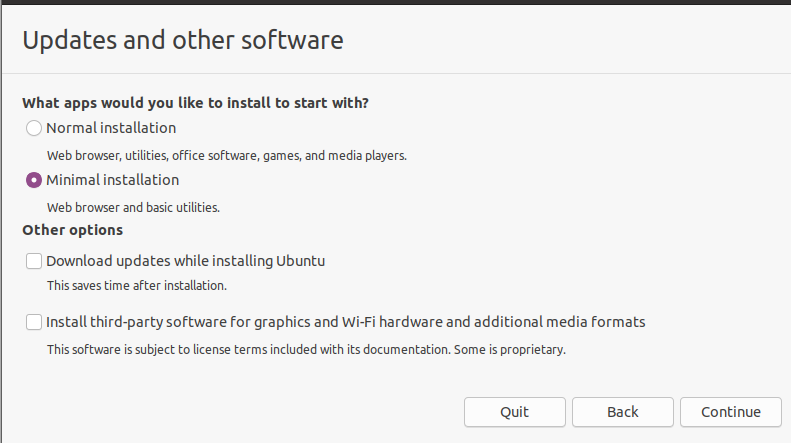 Updates and other software
What apps would you like to install to start with?
Normal installation
Web browser, utilities, office software, games, and media players.
Minimal installation
Web browser and basic utilities.
Other options
Download updates while installing Ubuntu
This saves time after installation.
Install third-party software for graphics and Wi-Fi hardware and additional media formats
This software is subject to license terms included with its documentation. Some is proprietary.
Quit
Back
Continue